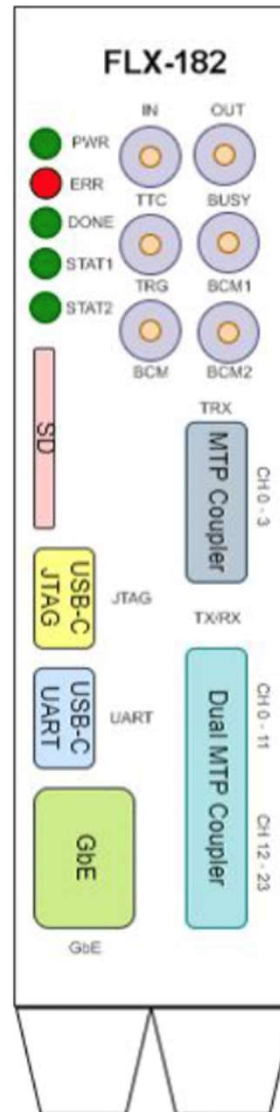 FLX-182
IN OUT
PWR
ERR
TTC BUSY
DONE
STAT1
TRG BCM1
STAT2
BCM BCM2
TRX
SD
MTP Coupler
CH 0 - 3
USB-C
JTAG
JTAG
TX/RX
USB-C
UART
UART
Dual MTP Coupler
CH 0 - 11
CH 12 - 23
GbE
GbE